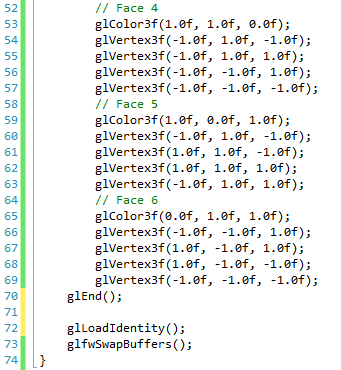 52 // Face 4
53 glColor3f(1.0f, 1.0f, 0.0f);
54 glVertex3f(-1.0f, 1.0f, -1.0f);
55 glVertex3f(-1.0f, 1.0f, 1.0f);
56 glVertex3f(-1.0f, -1.0f, 1.0f);
57 glVertex3f(-1.0f, -1.0f, -1.0f);
58 // Face 5
59 glColor3f(1.0f, 0.0f, 1.0f);
60 glVertex3f(-1.0f, 1.0f, -1.0f);
61 glVertex3f(1.0f, 1.0f, -1.0f);
62 glVertex3f(1.0f, 1.0f, 1.0f);
63 glVertex3f(-1.0f, 1.0f, 1.0f);
64 // Face 6
65 glColor3f(0.0f, 1.0f, 1.0f);
66 glVertex3f(-1.0f, -1.0f, 1.0f);
67 glVertex3f(1.0f, -1.0f, 1.0f);
68 glVertex3f(1.0f, -1.0f, -1.0f);
69 glVertex3f(-1.0f, -1.0f, -1.0f);
70 glEnd();
71
72 glLoadIdentity();
73 glfwSwapBuffers();
74 }